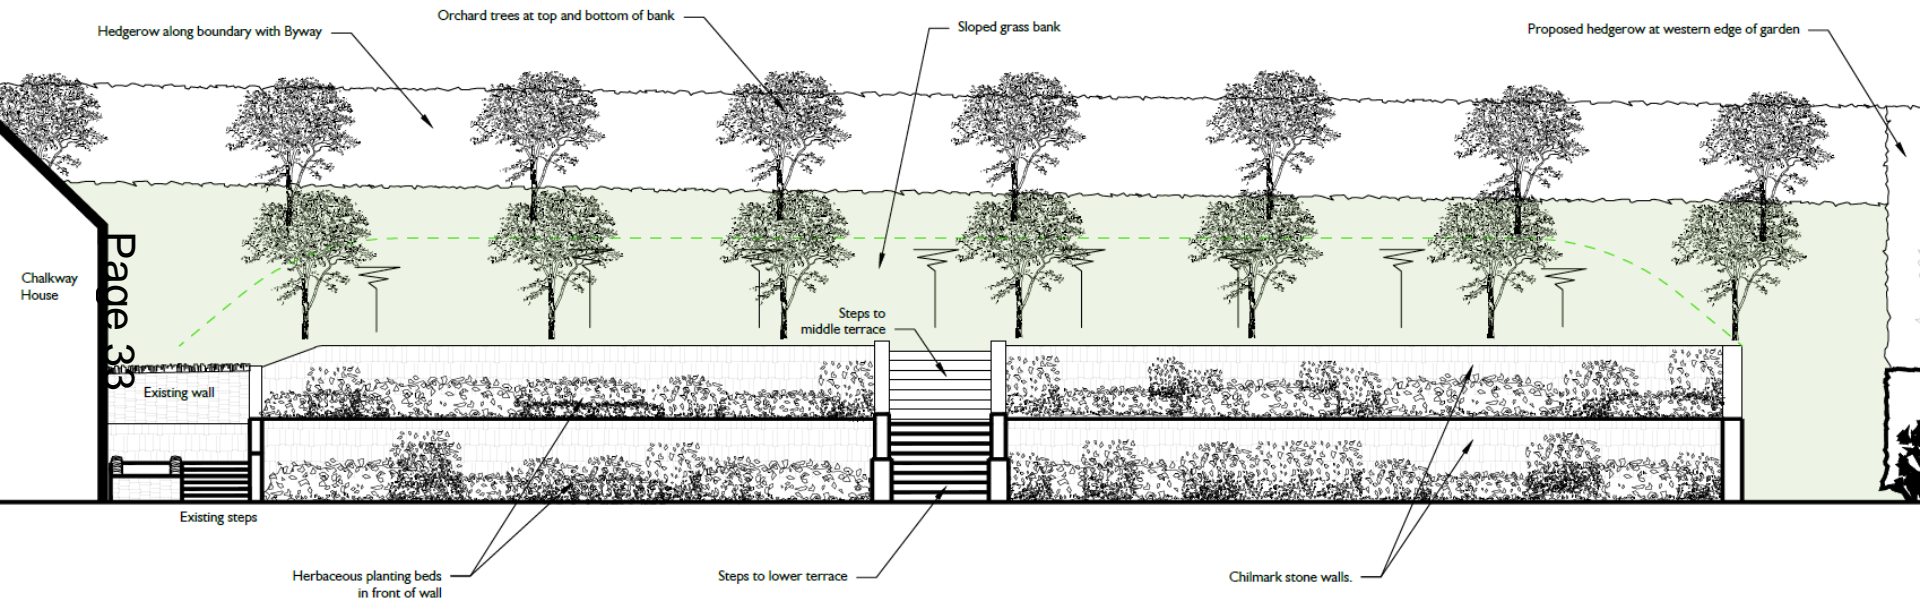 Orchard trees at top and bottom of bank
Hedgerow along boundary with Byway
Sloped grass bank
Proposed hedgerow at western edge of garden
Chalkway
House
Page 33
Steps to
middle terrace
Existing wall
Existing steps
Herbaceous planting beds
in front of wall
Steps to lower terrace
Chilmark stone walls.